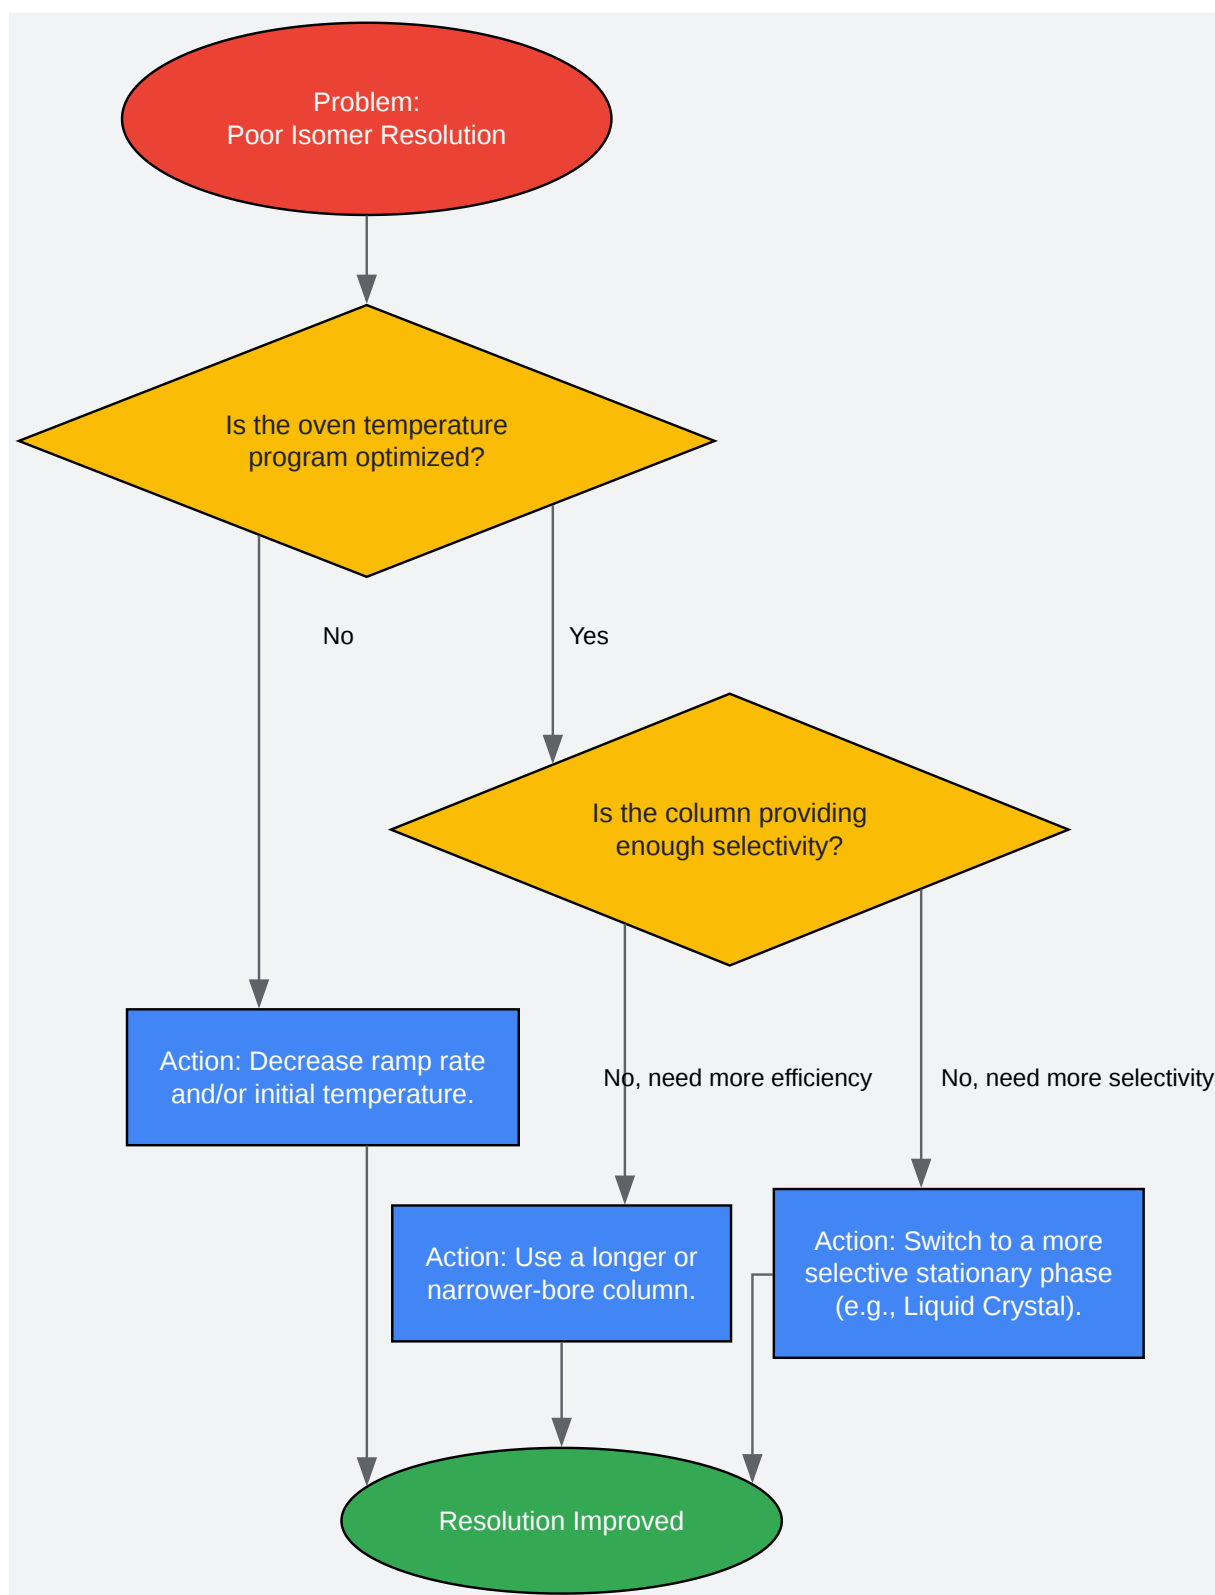 Problem:
Poor Isomer Resolution
Is the oven temperature
program optimized?
No
Yes
Is the column providing
enough selectivity?
Action: Decrease ramp rate
and/or initial temperature.
No, need more efficiency
No, need more selectivity
Action: Use a longer or
narrower-bore column.
Action: Switch to a more
selective stationary phase
(e.g., Liquid Crystal).
Resolution Improved